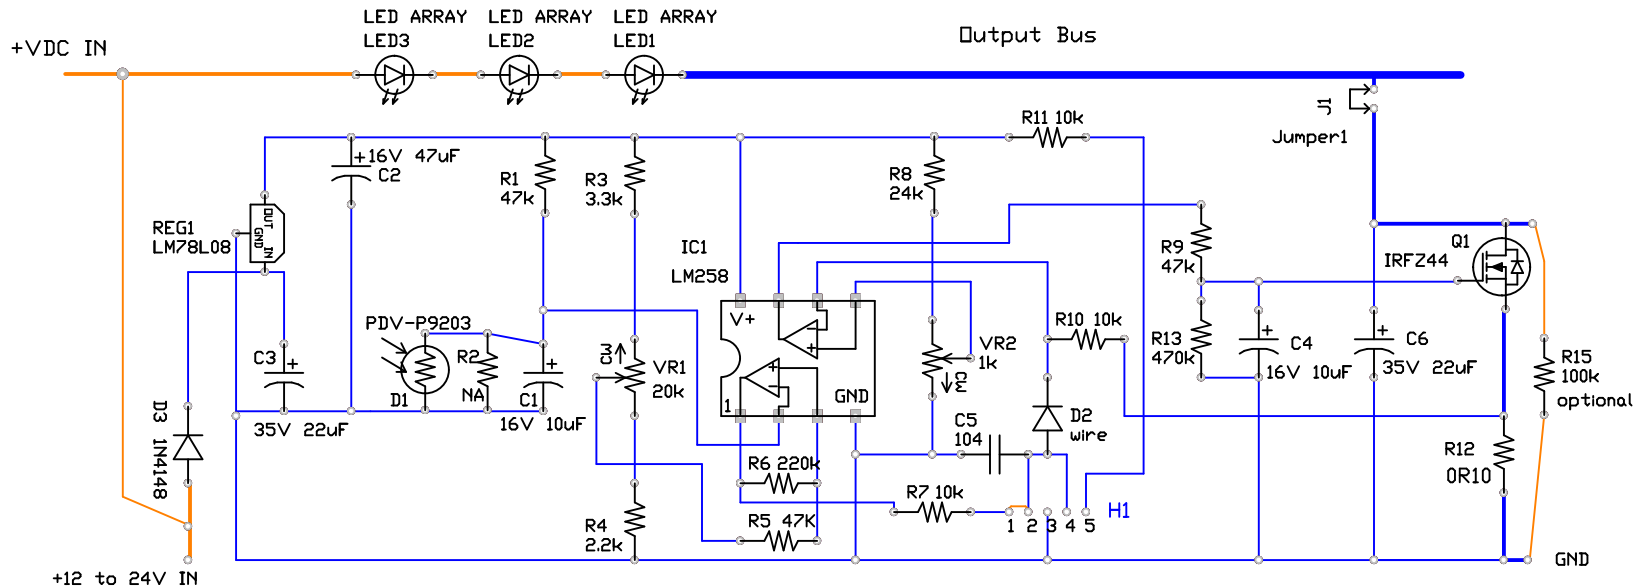 LED ARRAY LED ARRAY LED ARRAY
LED3 LED2 LED1
+VDC IN
Output Bus
J1
Jumper1
R11 10k
+16V 47uF
C2
R1
47k
R3
3.3k
R8
24k
REG1
LM78L08
OUT
GND
IN
IC1
LM258
R9
47k
Q1
IRFZ44
V+
PDV-P9203
R10 10k
R13
470k
+
C4
16V 10uF
+
C6
35V 22uF
R15
100k
optional
C3
+
35V 22uF
R2
NA
D1
+
C1
16V 10uF
CW
VR1
20k
VR2
1k
CW
GND
1
D3 1N4148
C5
104
D2
wire
R12
0R10
R6 220k
R7 10k
R5 47K
R4
2.2k
1 2 3 4 5
H1
GND
+12 to 24V IN